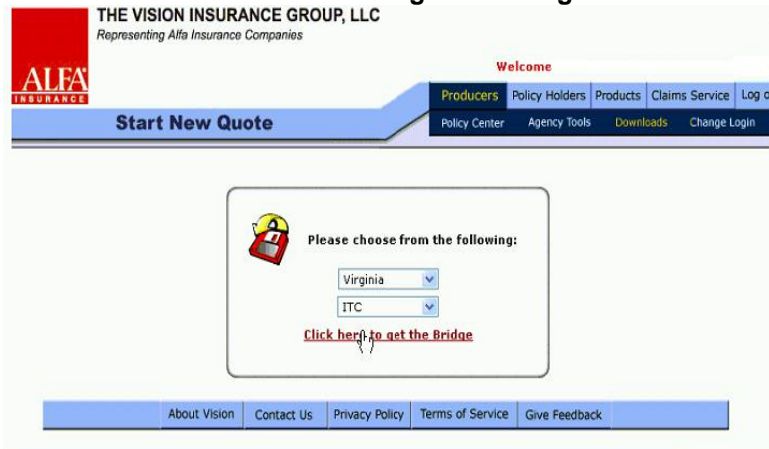 THE VISION INSURANCE GROUP, LLC
Representing Alfa Insurance Companies
ALFA
INSURANCE
Welcome
Producers Policy Holders Products Claims Service Log
Start New Quote
Policy Center Agency Tools Downloads Change Login
Please choose from the following:
Virginia
ITC
Click here to get the Bridge
About Vision Contact Us Privacy Policy Terms of Service Give Feedback